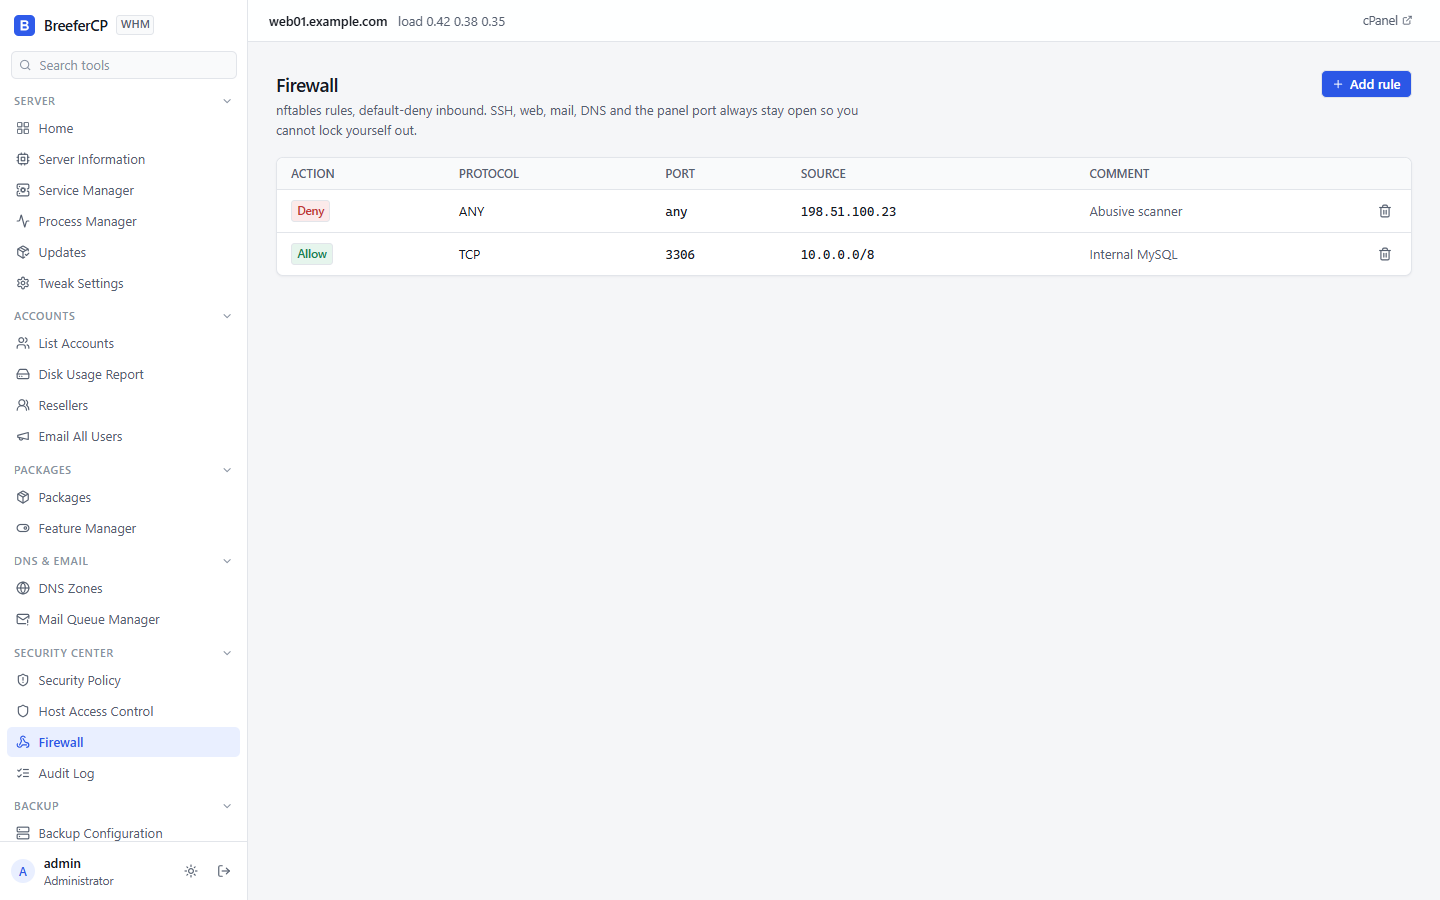 B BreeferCP WHM
Search tools
SERVER
Home
Server Information
Service Manager
Process Manager
Updates
Tweak Settings
ACCOUNTS
List Accounts
Disk Usage Report
Resellers
Email All Users
PACKAGES
Packages
Feature Manager
DNS & EMAIL
DNS Zones
Mail Queue Manager
SECURITY CENTER
Security Policy
Host Access Control
Firewall
Audit Log
BACKUP
Backup Configuration
A admin
Administrator
web01.example.com load 0.42 0.38 0.35 cPanel
Firewall
+ Add rule
nftables rules, default-deny inbound. SSH, web, mail, DNS and the panel port always stay open so you
cannot lock yourself out.
ACTION PROTOCOL PORT SOURCE COMMENT
Deny ANY any 198.51.100.23 Abusive scanner
Allow TCP 3306 10.0.0.0/8 Internal MySQL